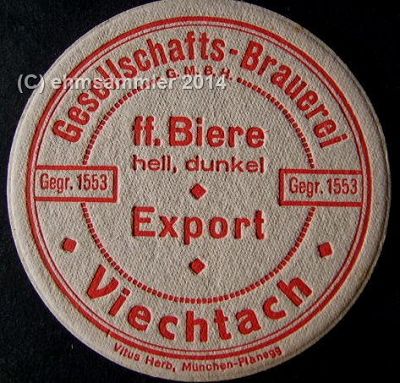 Gesellschafts-Brauerei
G.M.B.H.
(C) ehmsammler 2014
ff. Biere
hell, dunkel
Gegr. 1553
Gegr. 1553
Export
Viechtach
Vitus Herb, München-Planegg